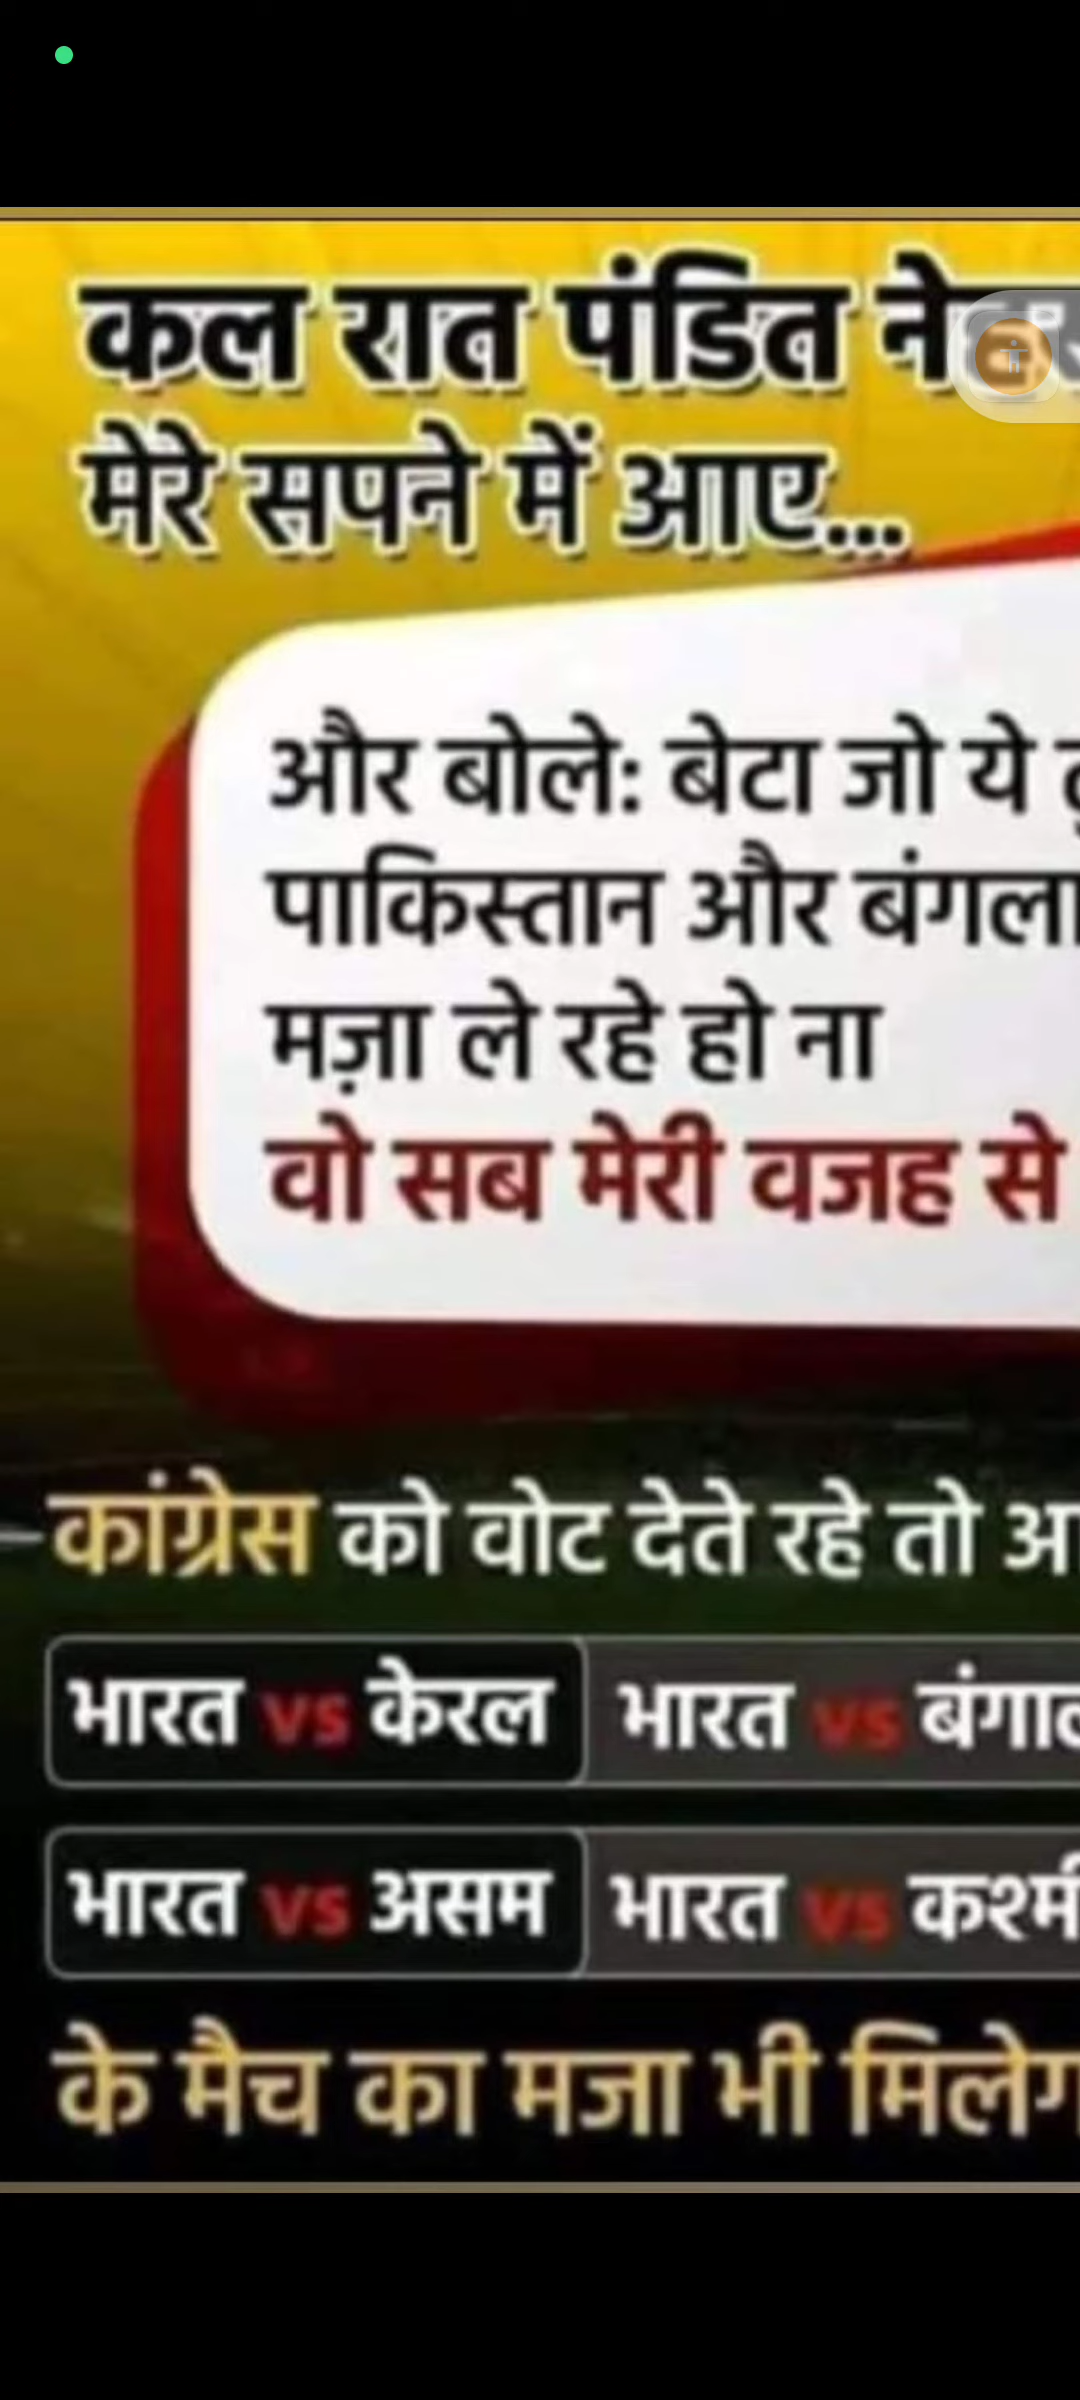 कल रात पंडित
मेरे सपने में आए...
और बोले: बेटा जो ये
पाकिस्तान और
मज़ा ले रहे हो ना
वो सब मेरी वजह से
कांग्रेस को वोट देते रहे तो
भारत vs केरल भारत vs
भारत vs असम भारत vs
के मैच का मजा भी